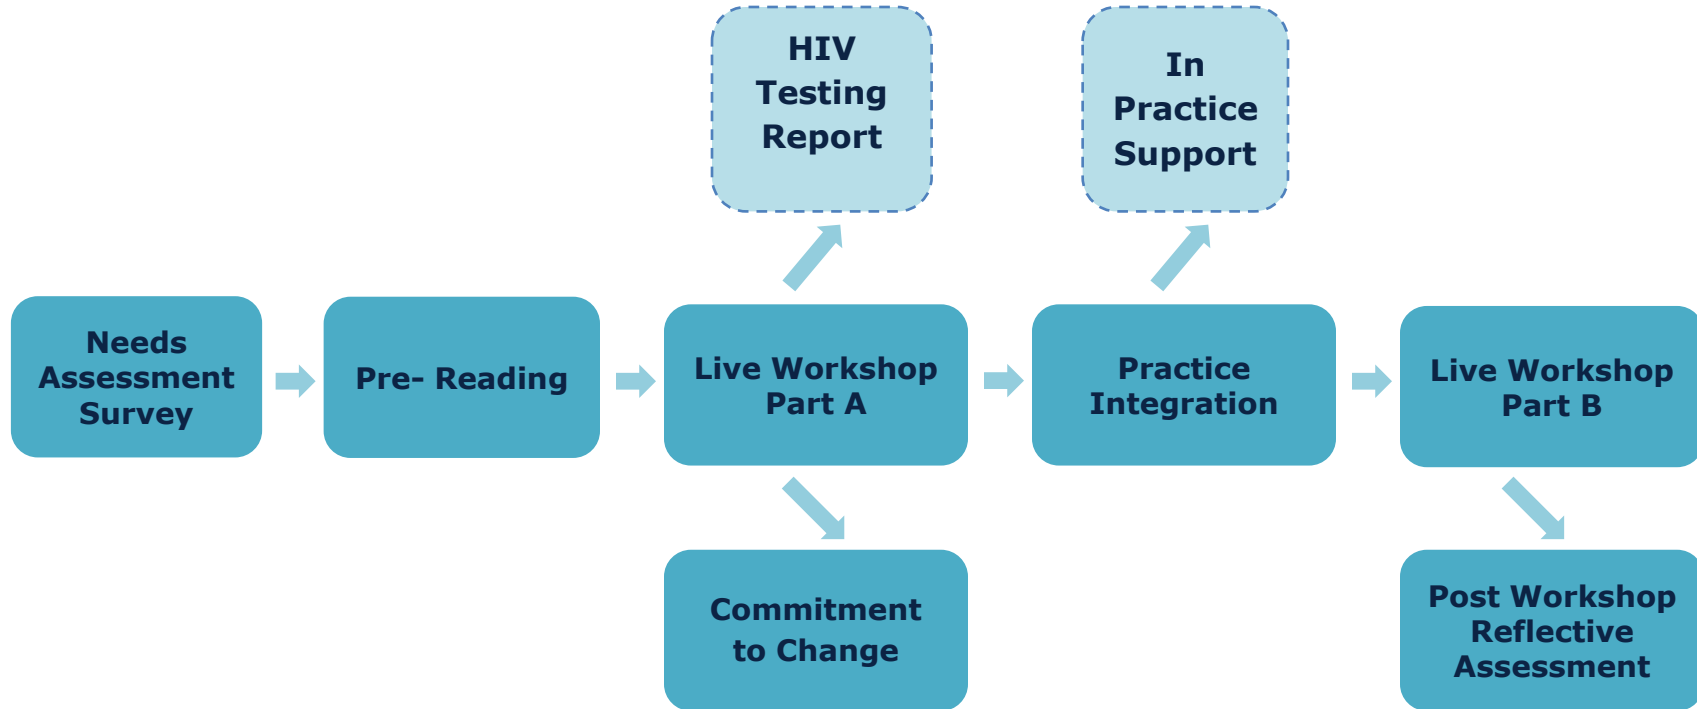 HIV
Testing
Report
In
Practice
Support
Needs
Assessment
Survey
Pre- Reading
Live Workshop
Part A
Practice
Integration
Live Workshop
Part B
Commitment
to Change
Post Workshop
Reflective
Assessment